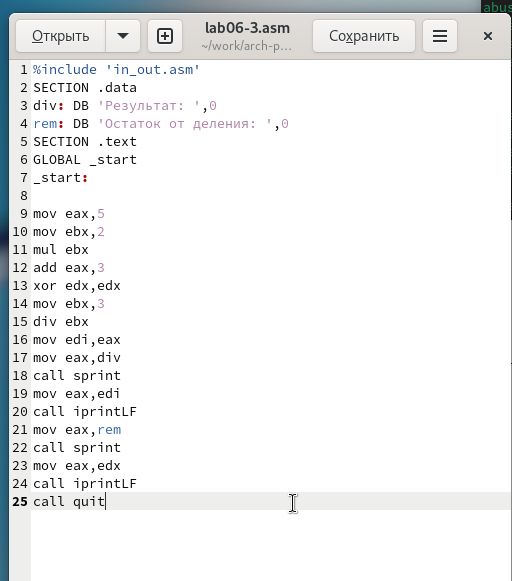 abus
Открыть
lab06-3.asm
~/work/arch-p...
Сохранить
1 %include 'in_out.asm'
2 SECTION .data
3 div: DB 'Результат: ',0
4 rem: DB 'Остаток от деления: ',0
5 SECTION .text
6 GLOBAL _start
7 _start:
8
9 mov eax,5
10 mov ebx,2
11 mul ebx
12 add eax,3
13 xor edx,edx
14 mov ebx,3
15 div ebx
16 mov edi,eax
17 mov eax,div
18 call sprint
19 mov eax,edi
20 call iprintLF
21 mov eax,rem
22 call sprint
23 mov eax,edx
24 call iprintLF
25 call quit